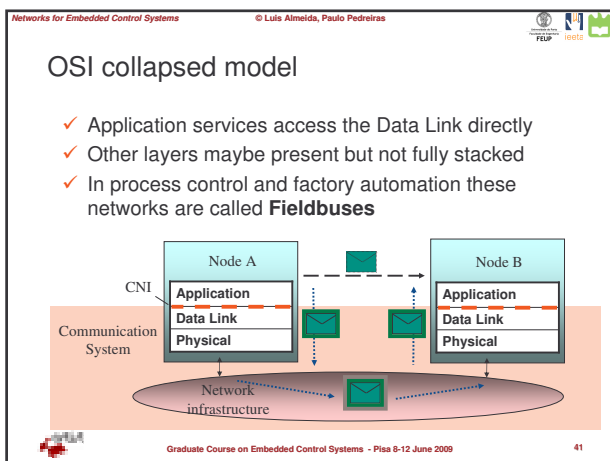 Networks for Embedded Control Systems
© Luis Almeida, Paulo Pedreiras
FEUP
ieeta
OSI collapsed model
✓ Application services access the Data Link directly
✓ Other layers maybe present but not fully stacked
✓ In process control and factory automation these
networks are called Fieldbuses
Node A
Node B
CNI
Application
Application
Data Link
Data Link
Communication
System
Physical
Physical
Network
infrastructure
Graduate Course on Embedded Control Systems - Pisa 8-12 June 2009
41